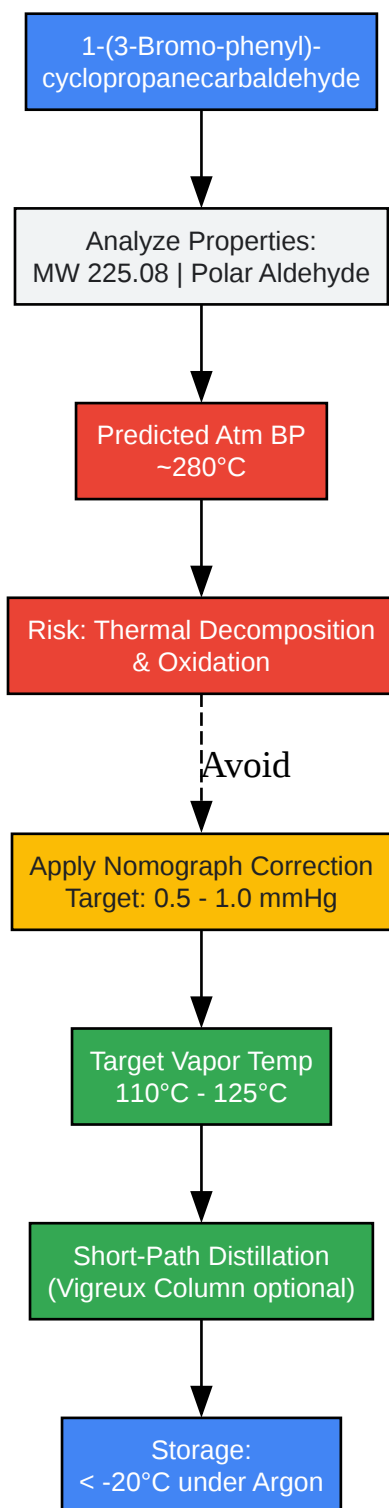 1-(3-Bromo-phenyl)-
cyclopropanecarbaldehyde
Analyze Properties:
MW 225.08 | Polar Aldehyde
Predicted Atm BP
~280°C
Risk: Thermal Decomposition
& Oxidation
Avoid
Apply Nomograph Correction
Target: 0.5 - 1.0 mmHg
Target Vapor Temp
110°C - 125°C
Short-Path Distillation
(Vigreux Column optional)
Storage:
< -20°C under Argon